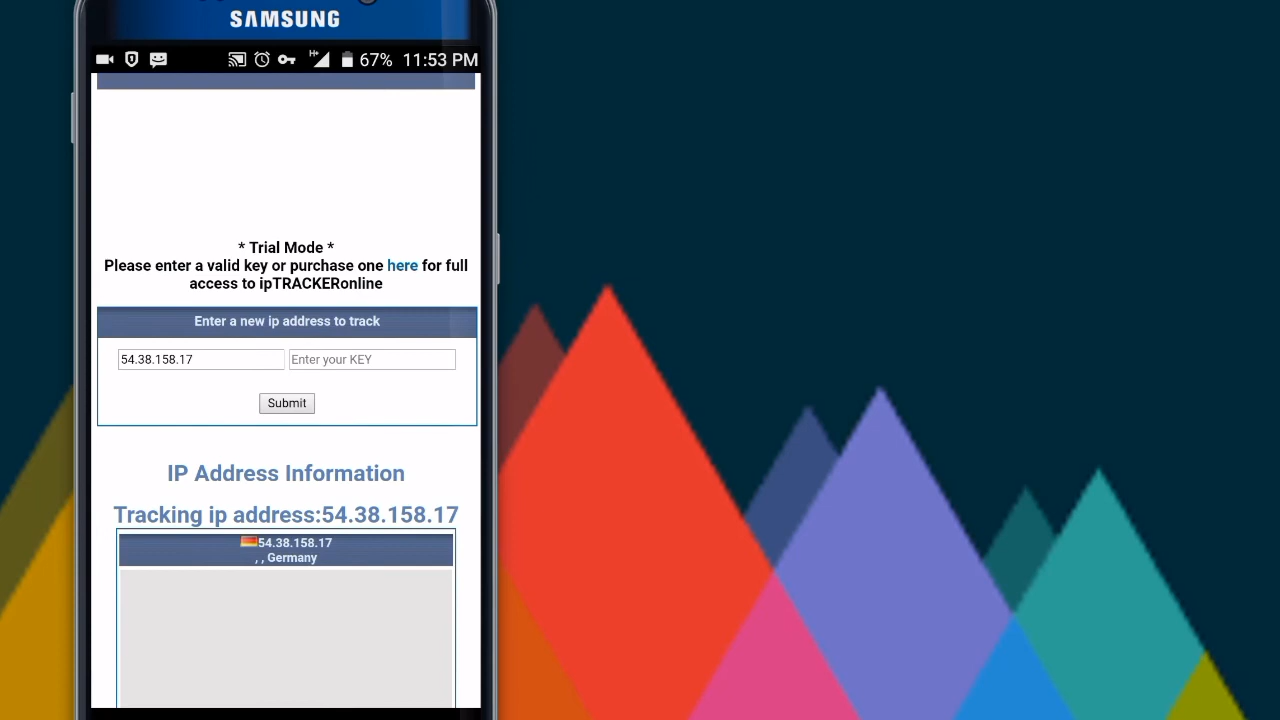 SAMSUNG
67% 11:53 PM
* Trial Mode *
Please enter a valid key or purchase one here for full
access to ipTRACKERonline
Enter a new ip address to track
54.38.158.17 Enter your KEY
Submit
IP Address Information
Tracking ip address:54.38.158.17
54.38.158.17
, , Germany